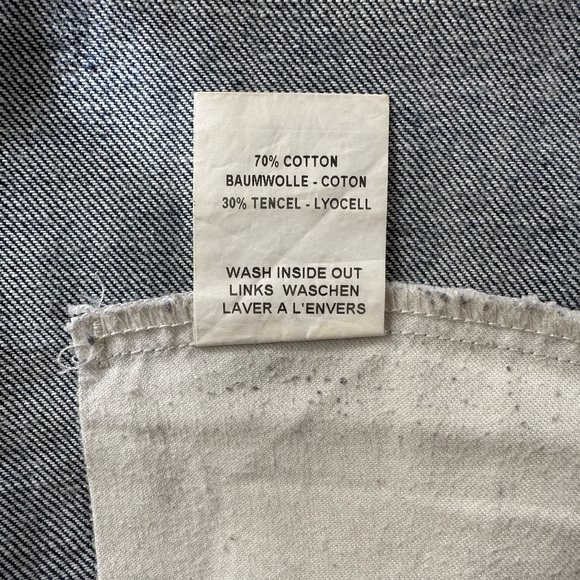 70% COTTON
BAUMWOLLE - COTON
30% TENCEL - LYOCELL
WASH INSIDE OUT
LINKS WASCHEN
LAVER A L'ENVERS